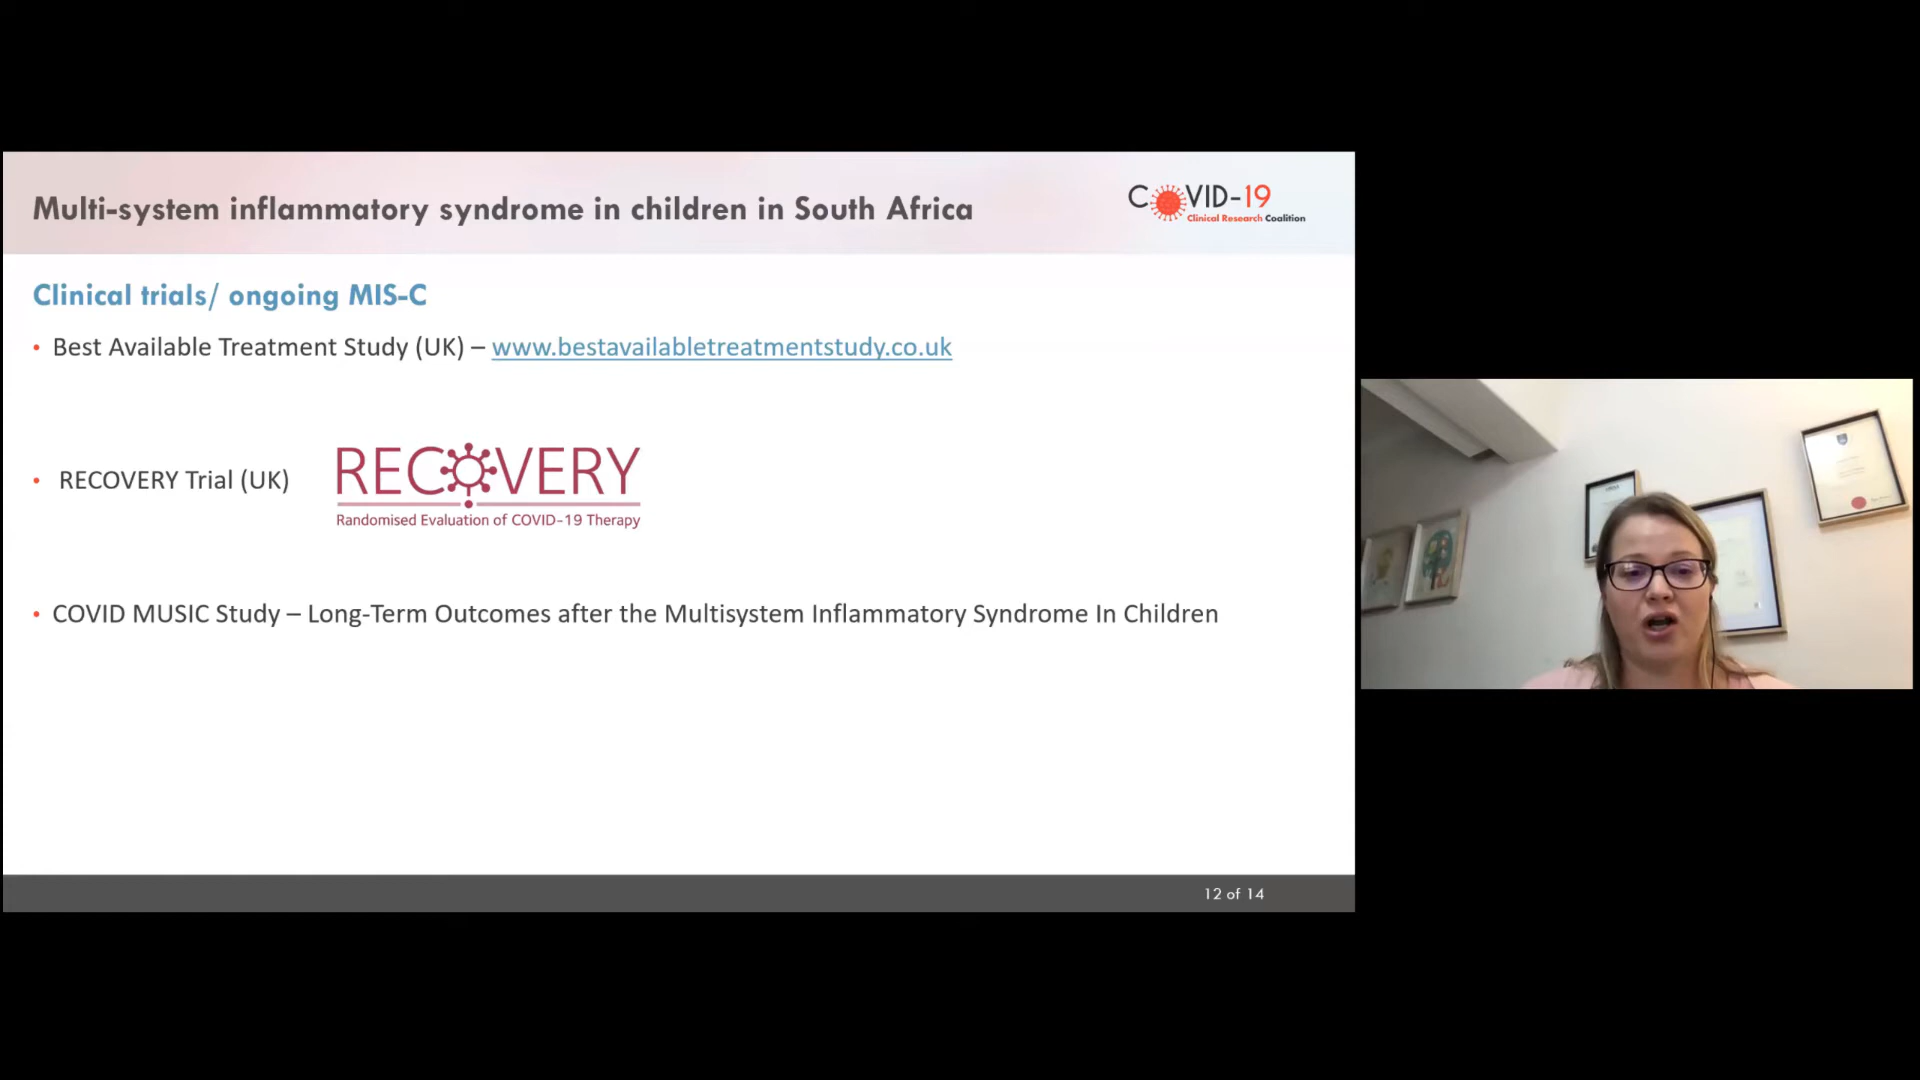 Multi-system inflammatory syndrome in children in South Africa
COVID-19
Clinical Research Coalition
Clinical trials/ ongoing MIS-C
• Best Available Treatment Study (UK) – www.bestavailabletreatmentstudy.co.uk
• RECOVERY Trial (UK)
RECOVERY
Randomised Evaluation of COVID-19 Therapy
• COVID MUSIC Study – Long-Term Outcomes after the Multisystem Inflammatory Syndrome In Children
12 of 14